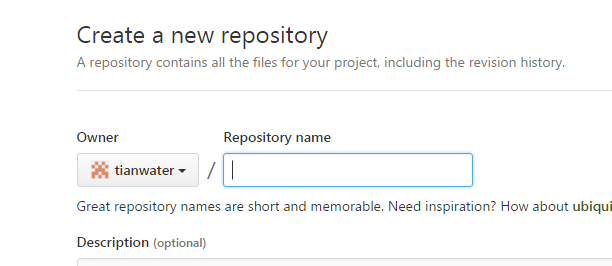 Create a new repository
A repository contains all the files for your project, including the revision history.
Owner Repository name
tianwater /
Great repository names are short and memorable. Need inspiration? How about
Description (optional)